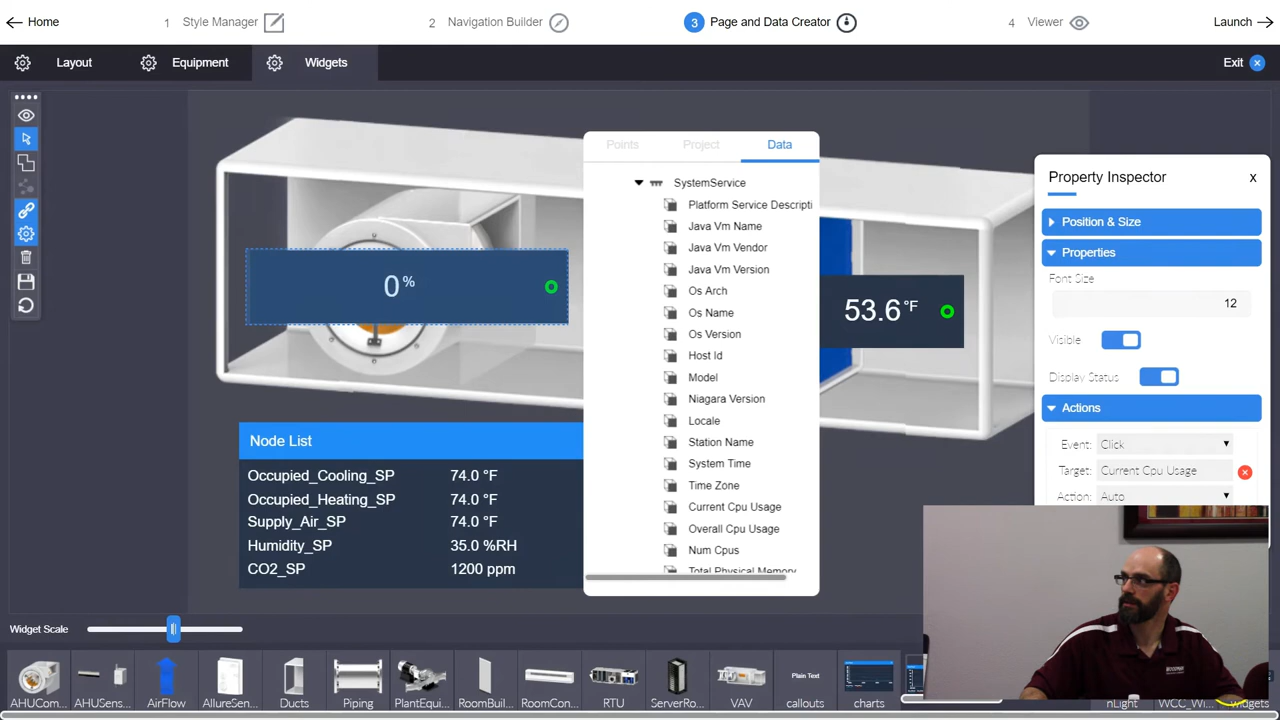 Home
1 Style Manager
2 Navigation Builder
3 Page and Data Creator
4 Viewer
Launch
Layout
Equipment
Widgets
Exit
Points Project Data
SystemService
Platform Service Descripti
Java Vm Name
Java Vm Vendor
Java Vm Version
Os Arch
Os Name
Os Version
Host Id
Model
Niagara Version
Locale
Station Name
System Time
Time Zone
Current Cpu Usage
Overall Cpu Usage
Num Cpus
Total Physical Memory
0 %
53.6 °F
Node List
Occupied_Cooling_SP 74.0 °F
Occupied_Heating_SP 74.0 °F
Supply_Air_SP 74.0 °F
Humidity_SP 35.0 %RH
CO2_SP 1200 ppm
Property Inspector x
Position & Size
Properties
Font Size
12
Visible
Display Status
Actions
Event: Click
Target: Current Cpu Usage
Action: Auto
Widget Scale
Plain Text
AHUCom...
AHUSens...
AirFlow
AllureSen...
Ducts
Piping
PlantEqui...
RoomBuil...
RoomCon...
RTU
ServerRo...
VAV
callouts
charts
nLight
WCC_Wi...
widgets